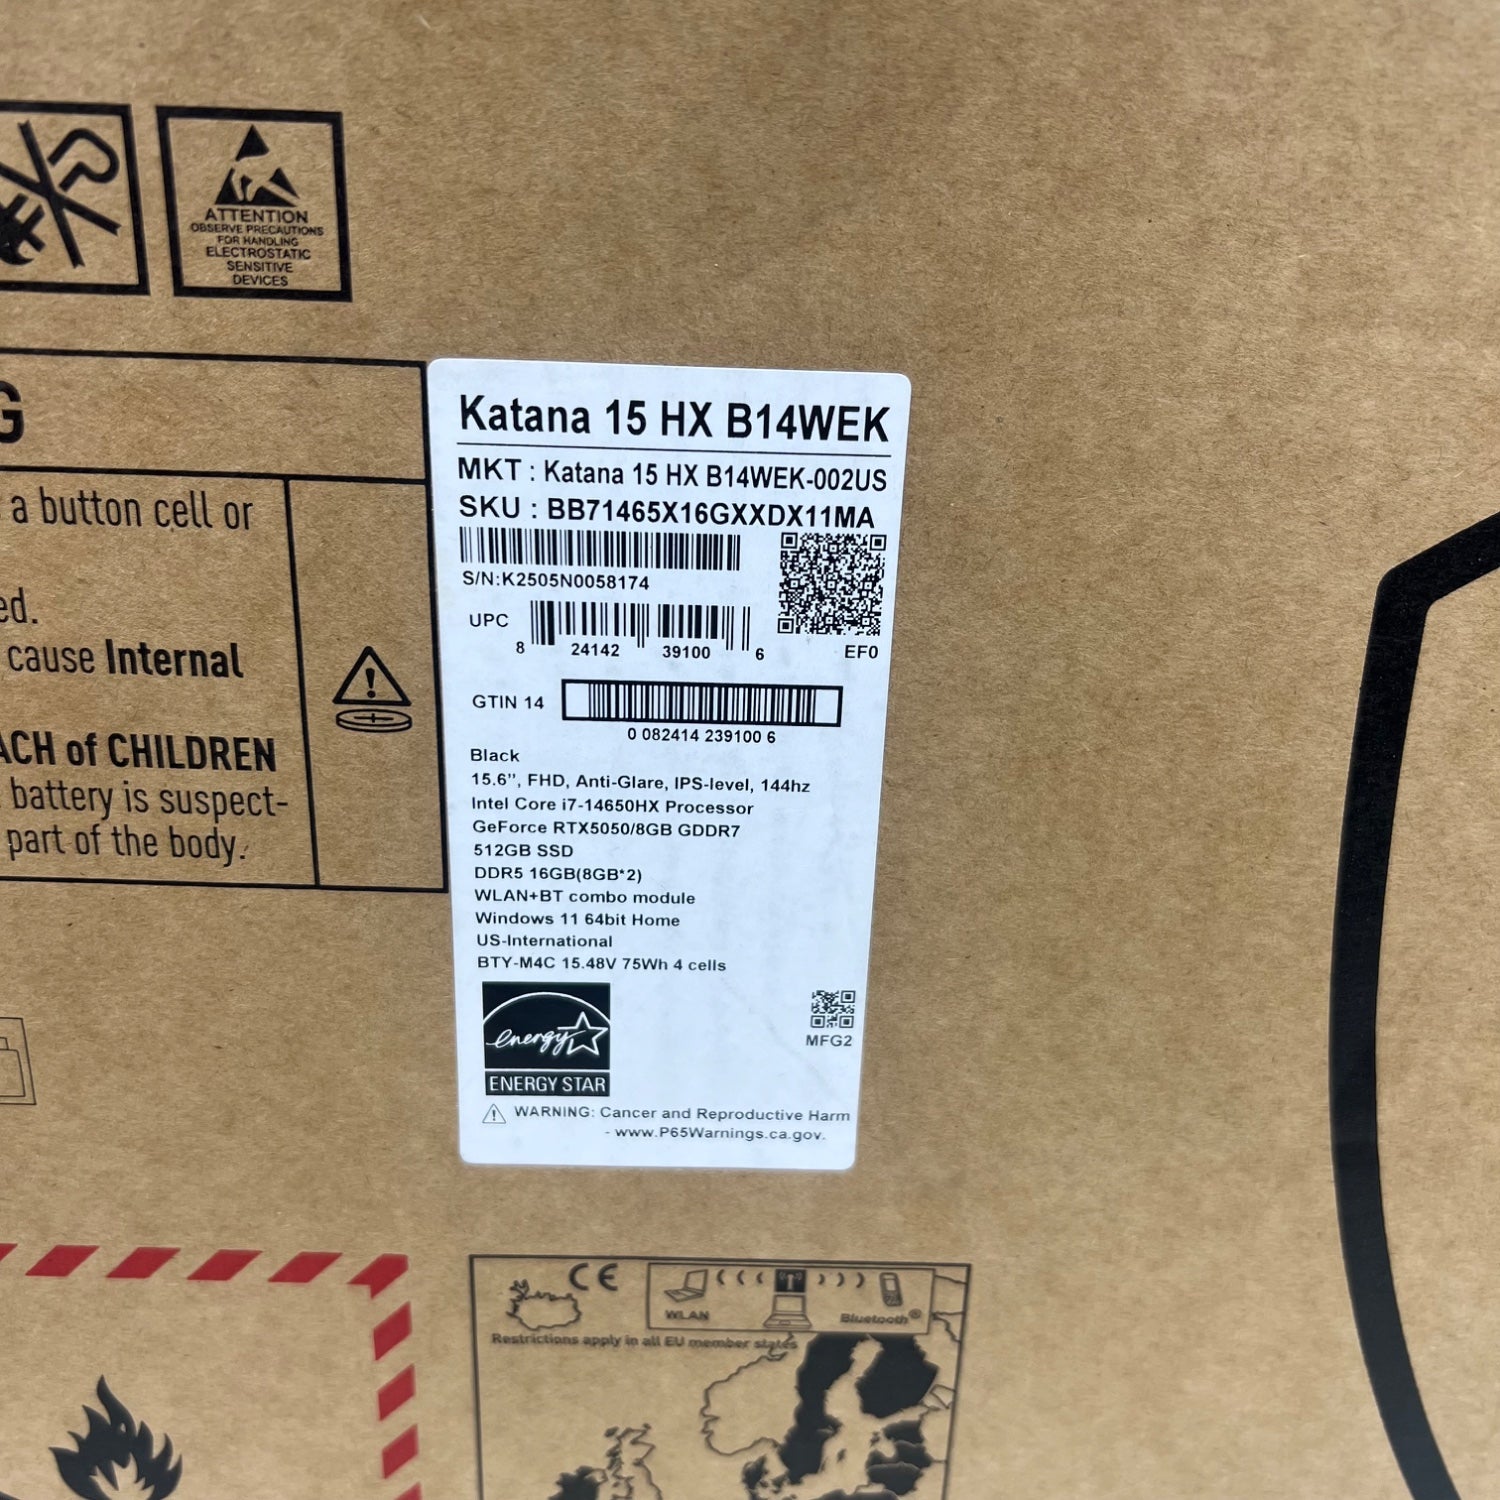 ATTENTION
OBSERVE PRECAUTIONS
FOR HANDLING
ELECTROSTATIC
SENSITIVE
DEVICES
G
a button cell or
ed.
cause Internal
ACH of CHILDREN
battery is suspect-
part of the body.
Katana 15 HX B14WEK
MKT : Katana 15 HX B14WEK-002US
SKU : BB71465X16GXXDX11MA
S/N:K2505N0058174
UPC
8 24142 39100 6
EF0
GTIN 14
0 082414 239100 6
Black
15.6”, FHD, Anti-Glare, IPS-level, 144hz
Intel Core i7-14650HX Processor
GeForce RTX5050/8GB GDDR7
512GB SSD
DDR5 16GB(8GB*2)
WLAN+BT combo module
Windows 11 64bit Home
US-International
BTY-M4C 15.48V 75Wh 4 cells
energy
ENERGY STAR
MFG2
WARNING: Cancer and Reproductive Harm
- www.P65Warnings.ca.gov.
CE
WLAN
Bluetooth®
Restrictions apply in all EU member states